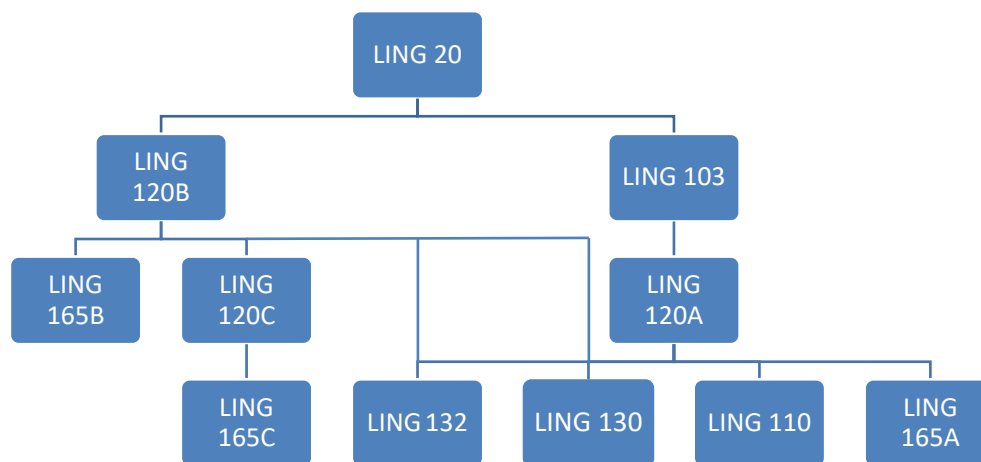 LING 20
LING
120B
LING 103
LING
165B
LING
120C
LING
120A
LING
165C
LING 132
LING 130
LING 110
LING
165A